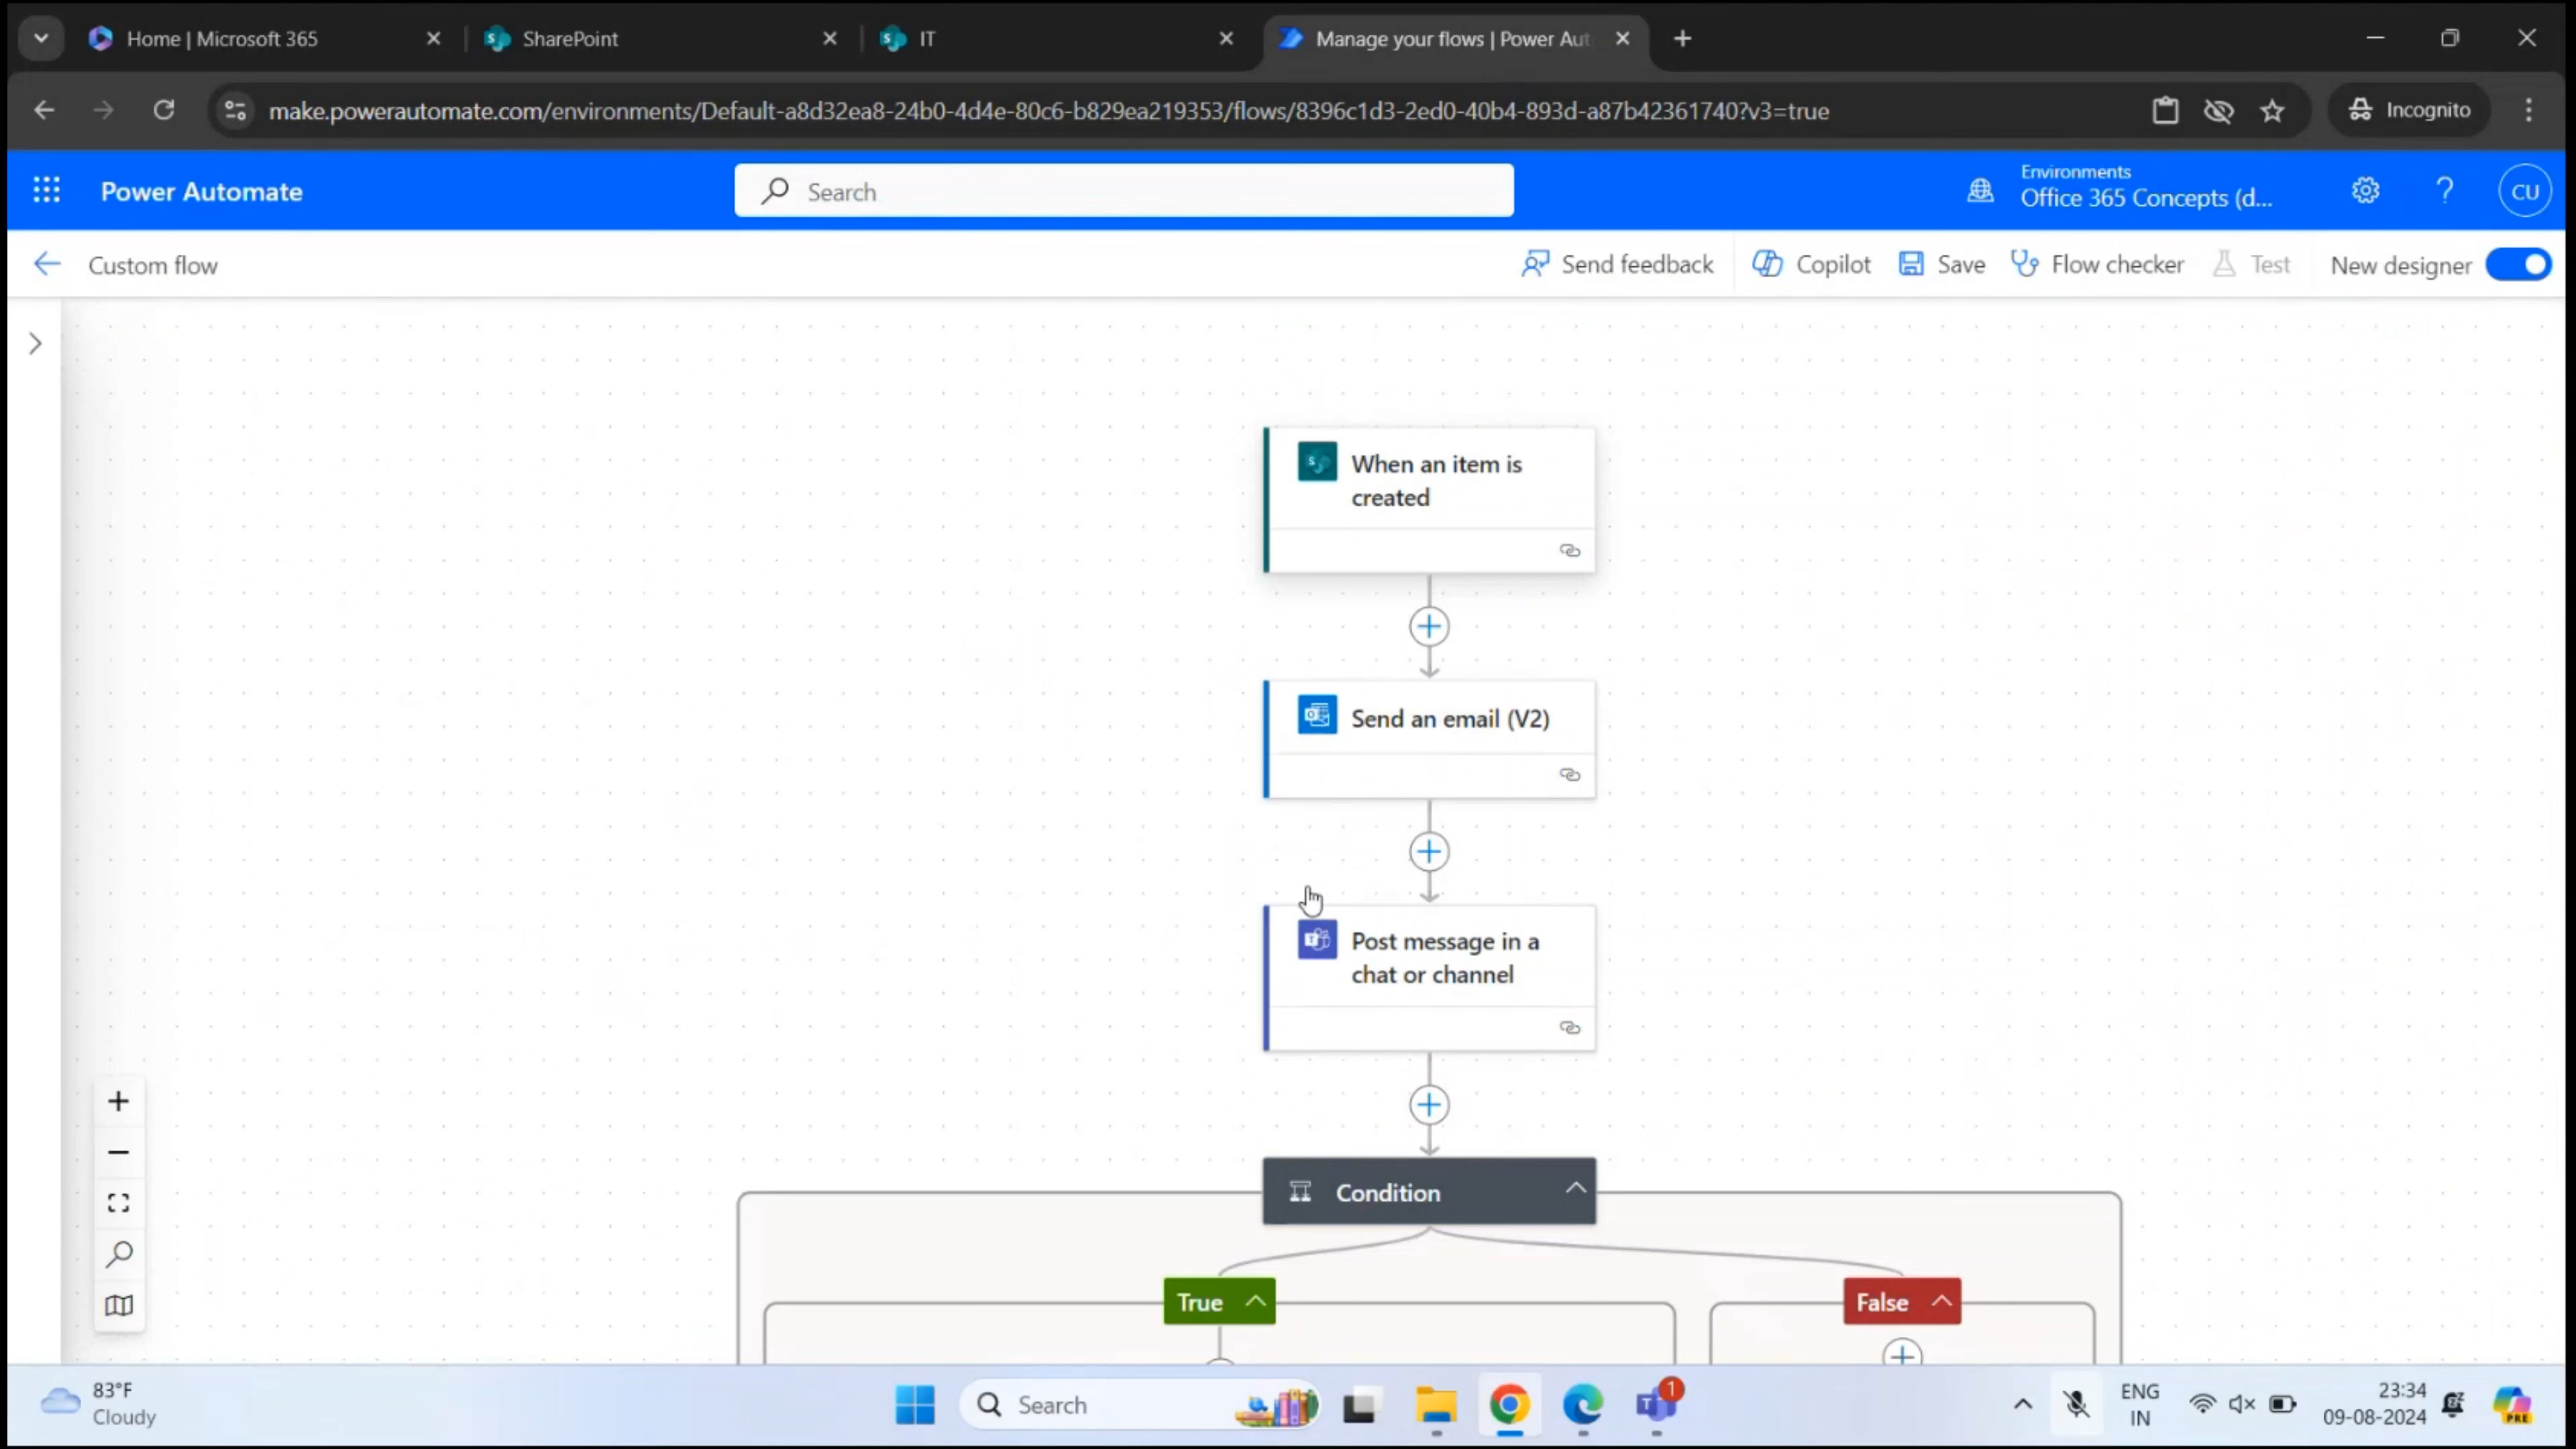 Home | Microsoft 365
SharePoint
IT
Manage your flows | Power Aut
make.powerautomate.com/environments/Default-a8d32ea8-24b0-4d4e-80c6-b829ea219353/flows/8396c1d3-2ed0-40b4-893d-a87b42361740?v3=true
Incognito
Power Automate
Search
Environments
Office 365 Concepts (d...
CU
Custom flow
Send feedback
Copilot
Save
Flow checker
Test
New designer
When an item is
created
Send an email (V2)
Post message in a
chat or channel
Condition
True
False
83°F
Cloudy
Search
1
ENG
IN
23:34
09-08-2024
PRE